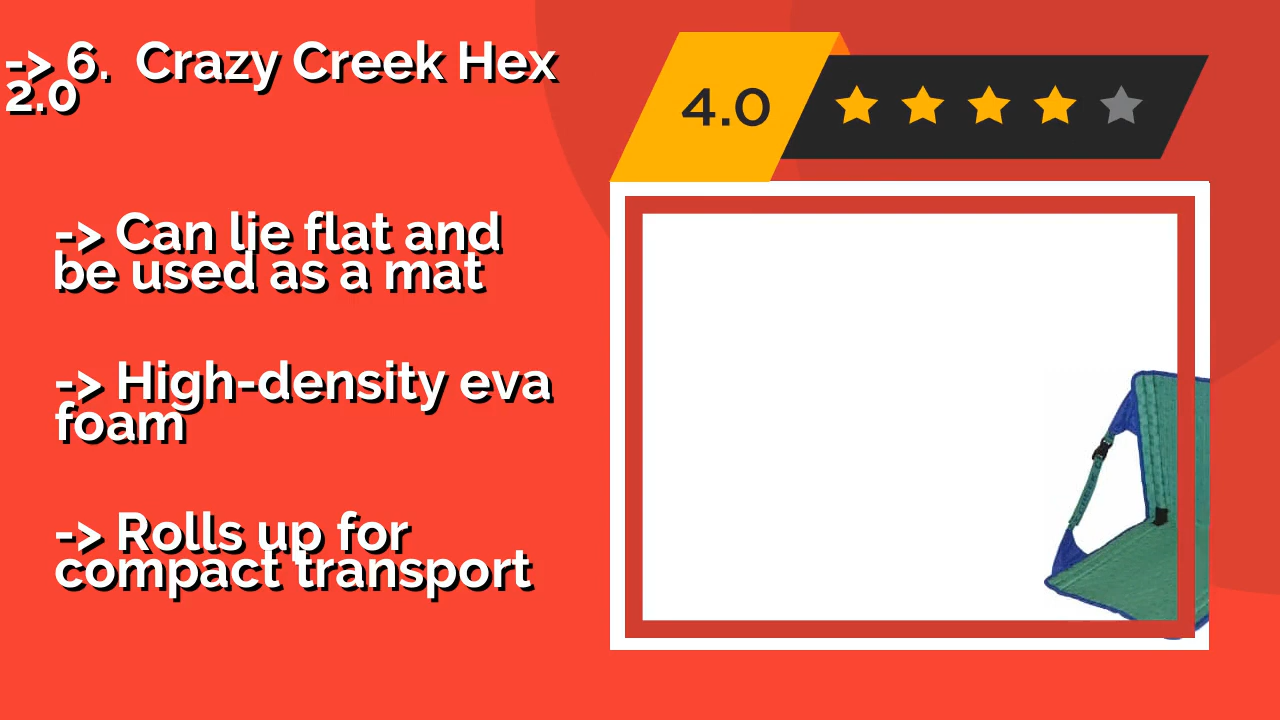 -> 6.  Crazy Creek Hex
2.0
4.0
-> Can lie flat and
be used as a mat
-> High-density eva
foam
-> Rolls up for
compact transport